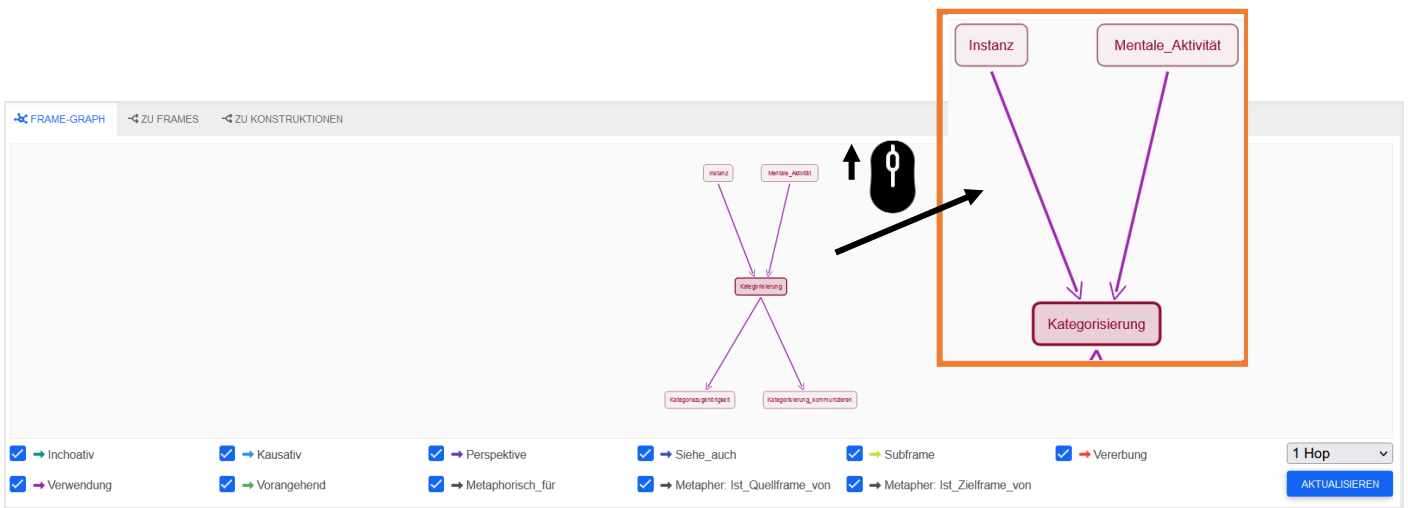 Instanz Mentale_Aktivität
Kategorisierung
FRAME-GRAPH ZU FRAMES ZU KONSTRUKTIONEN
Instanz Mentale_Aktivität
Kategorisierung
Kategoriezugehörigkeit Kategorisierung_kommunizieren
Inchoativ Kausativ Perspektive Siehe_auch Subframe Vererbung 1 Hop
Verwendung Vorangehend Metaphorisch_für Metapher: Ist_Quellframe_von Metapher: Ist_Zielframe_von AKTUALISIEREN